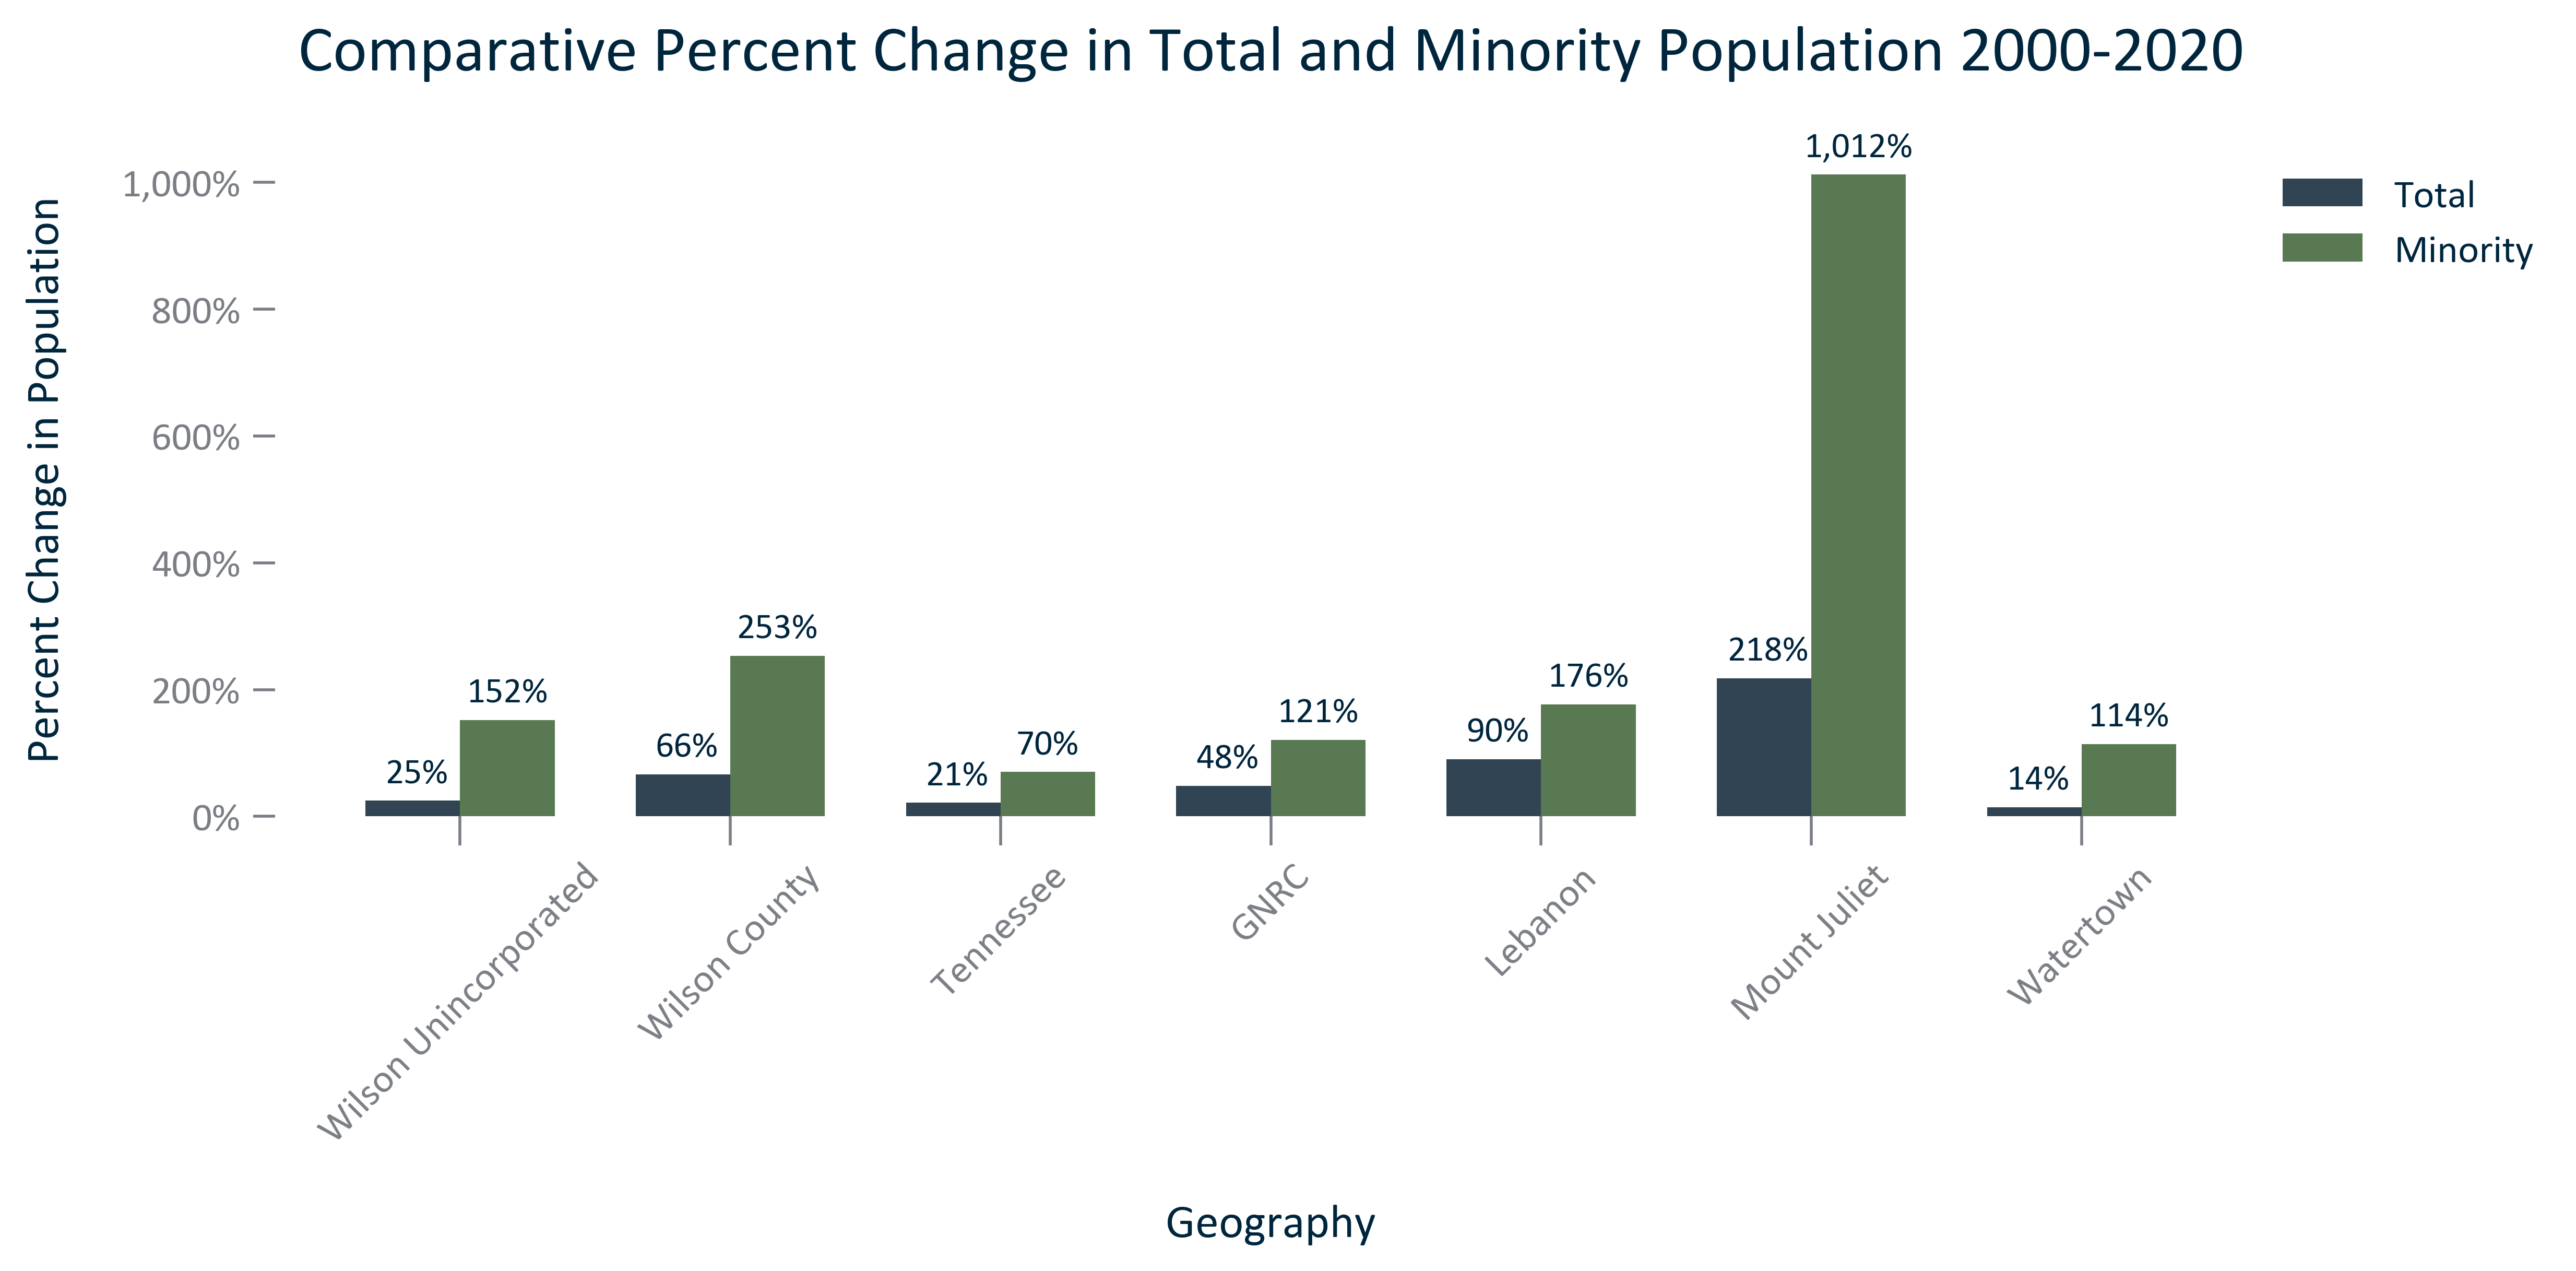 Comparative Percent Change in Total and Minority Population 2000-2020
Percent Change in Population
1,000%
800%
600%
400%
200%
0%
25%
152%
66%
253%
21%
70%
48%
121%
90%
176%
218%
1,012%
14%
114%
Total
Minority
Wilson Unincorporated
Wilson County
Tennessee
GNRC
Lebanon
Mount Juliet
Watertown
Geography